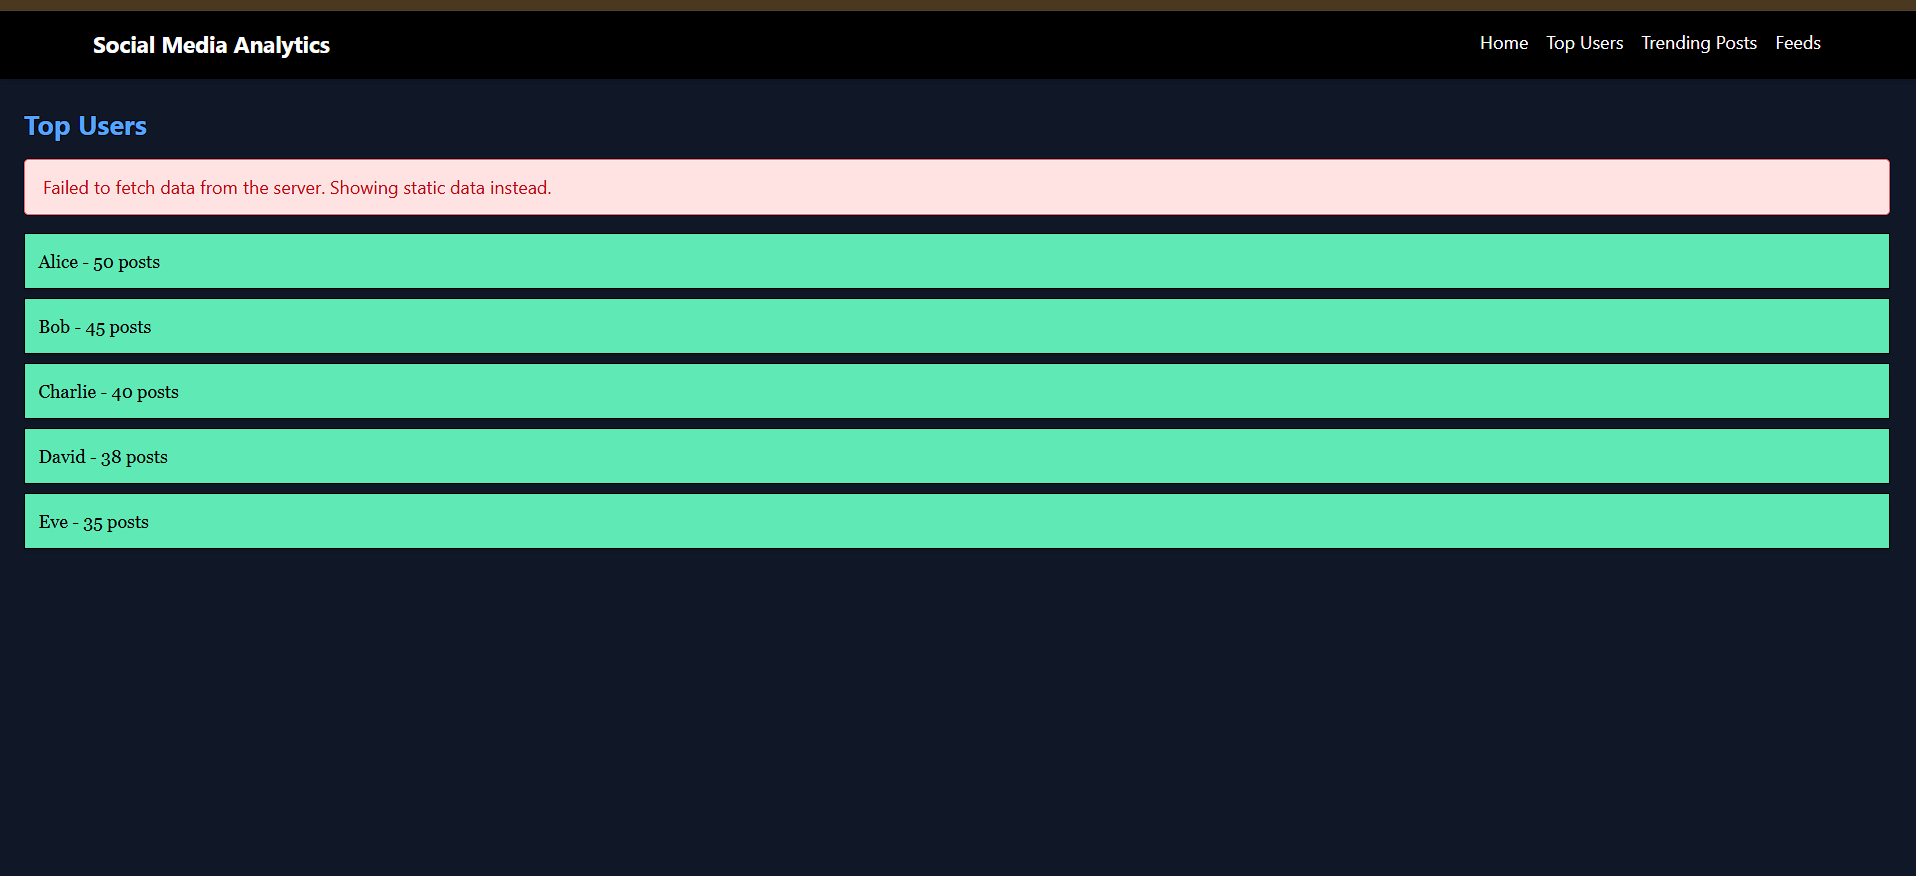 Social Media Analytics
Home Top Users Trending Posts Feeds
Top Users
Failed to fetch data from the server. Showing static data instead.
Alice - 50 posts
Bob - 45 posts
Charlie - 40 posts
David - 38 posts
Eve - 35 posts